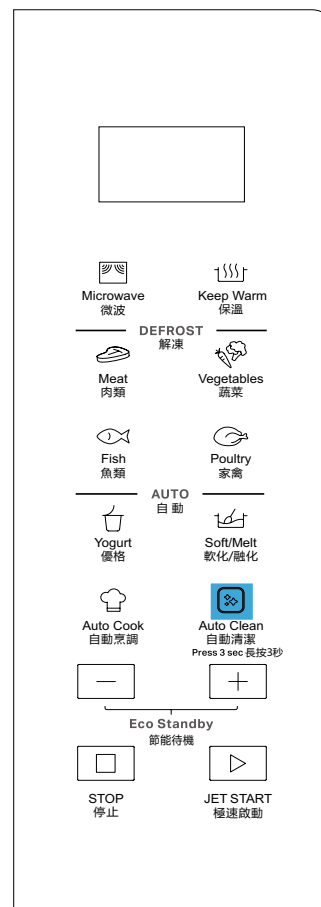 Microwave
微波
Keep Warm
保溫
DEFROST
解凍
Meat
肉類
Vegetables
蔬菜
Fish
魚類
Poultry
家禽
AUTO
自動
Yogurt
優格
Soft/Melt
軟化/融化
Auto Cook
自動烹調
Auto Clean
自動清潔
Press 3 sec 長按3秒
Eco Standby
節能待機
STOP
停止
JET START
極速啟動